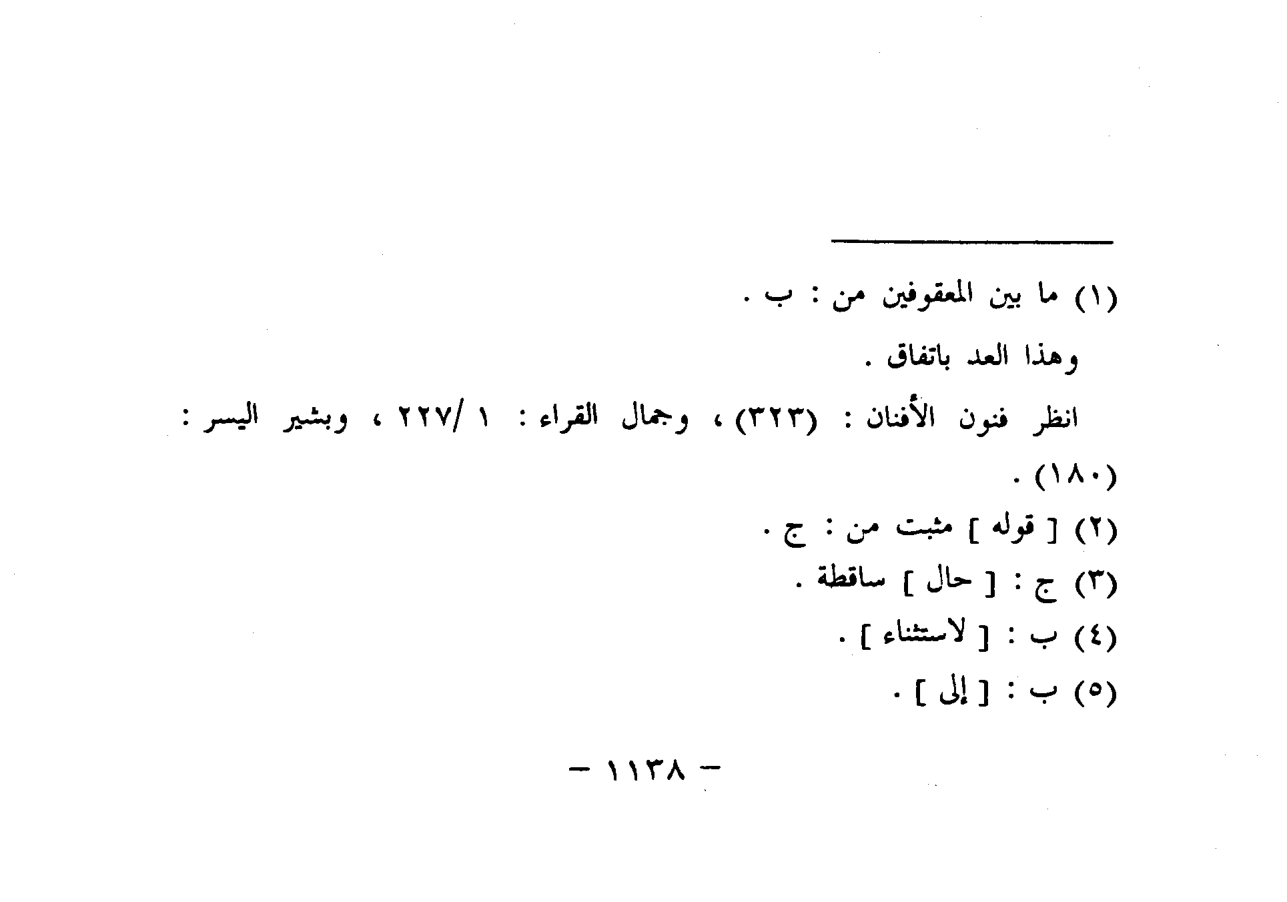 (١) ما بين المعقوفين من : ب .
وهذا العد باتفاق .
انظر فنون الأفنان : (٣٢٣) ، وجمال القراء : ١ /٢٢٧ ، وبشير اليسر :
(١٨٠) .
(٢) [ قوله ] مثبت من : ج .
(٣) ج : [ حال ] ساقطة .
(٤) ب : [ لاستثناء ] .
(٥) ب : [ إلى ] .
– ١١٣٨ –